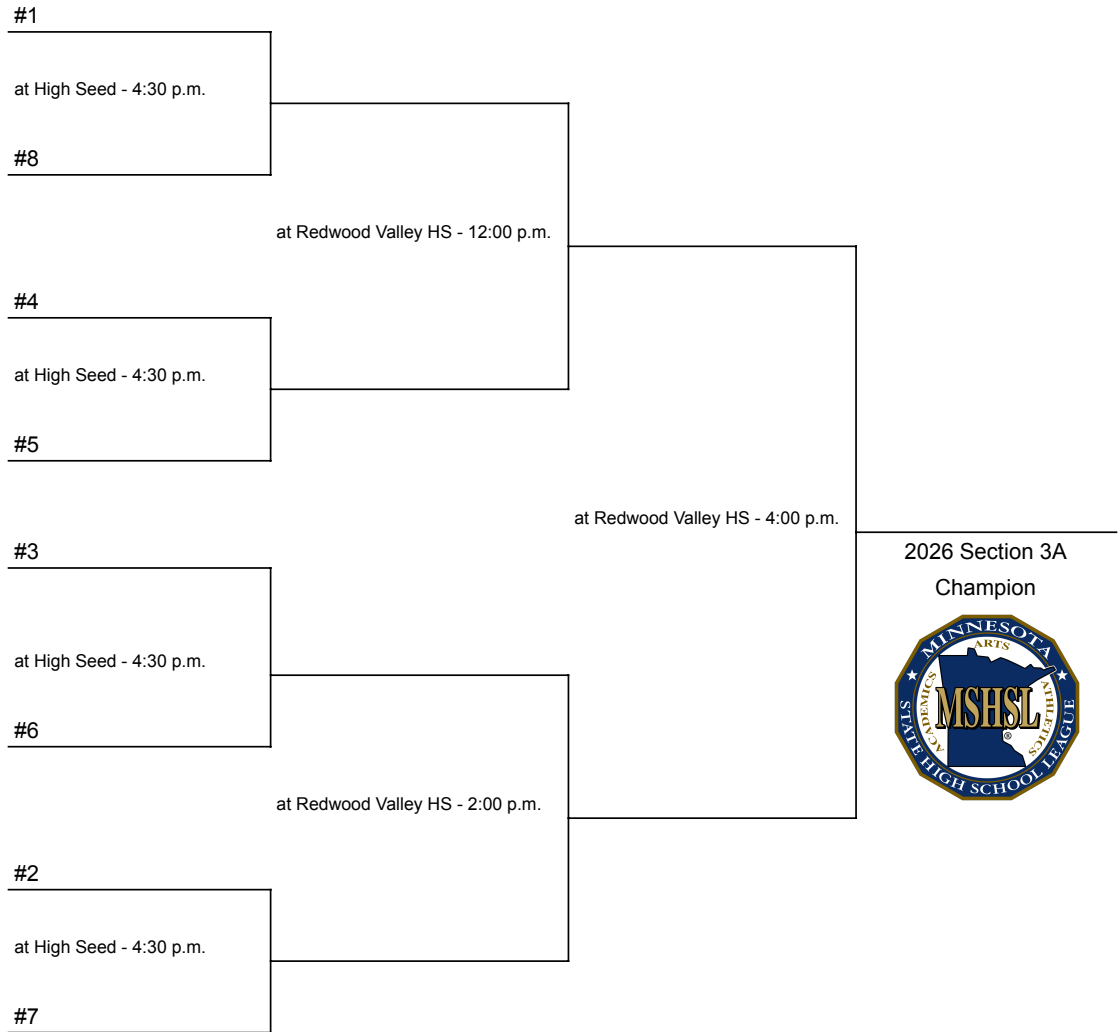 #1
at High Seed - 4:30 p.m.
#8
at Redwood Valley HS - 12:00 p.m.
#4
at High Seed - 4:30 p.m.
#5
at Redwood Valley HS - 4:00 p.m.
#3
2026 Section 3A
Champion
at High Seed - 4:30 p.m.
#6
at Redwood Valley HS - 2:00 p.m.
#2
at High Seed - 4:30 p.m.
#7
MINNESOTA
STATE HIGH SCHOOL LEAGUE
ACADEMICS
ARTS
ATHLETICS
MSHSL
®